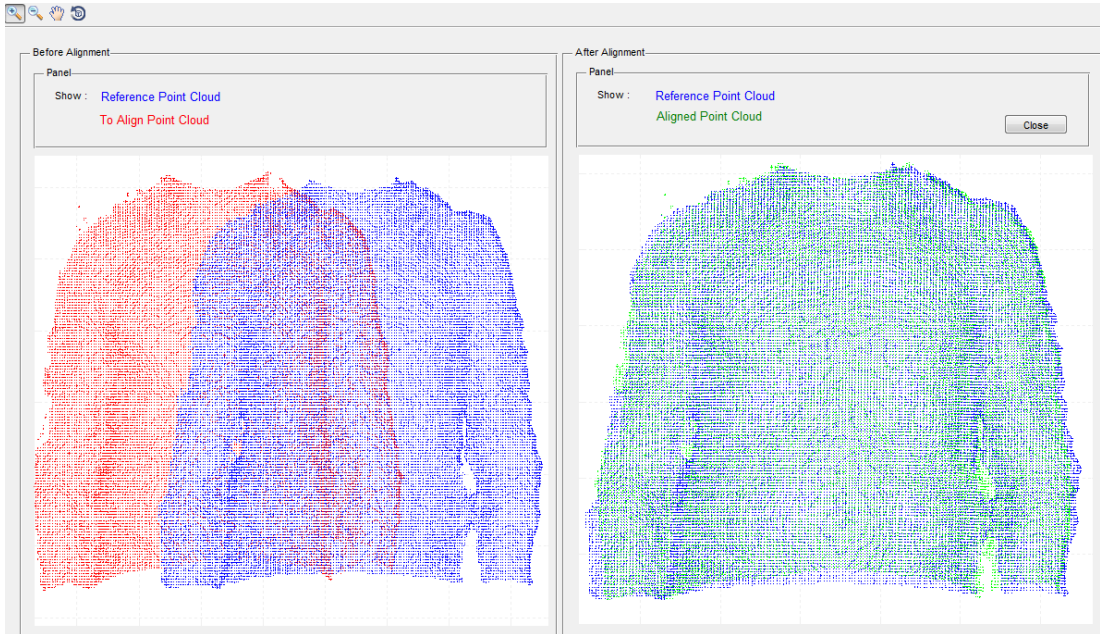 Before Alignment
Panel
Show : Reference Point Cloud
To Align Point Cloud
After Alignment
Panel
Show : Reference Point Cloud
Aligned Point Cloud
Close